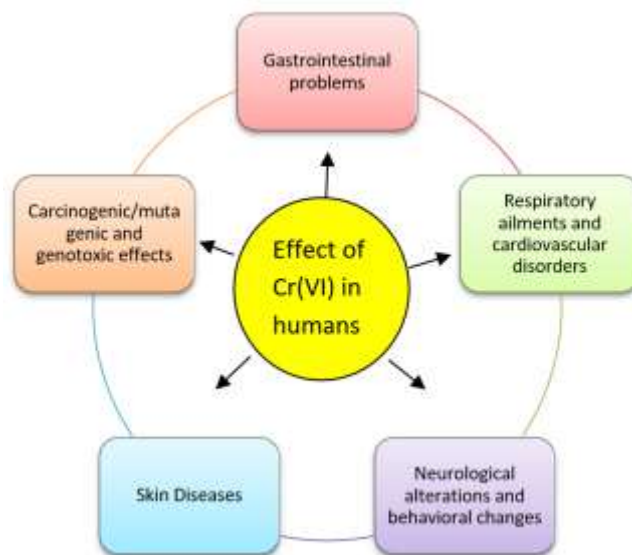 Gastrointestinal
problems
Carcinogenic/muta
genic and
genotoxic effects
Effect of
Cr(VI) in
humans
Respiratory
ailments and
cardiovascular
disorders
Skin Diseases
Neurological
alterations and
behavioral changes